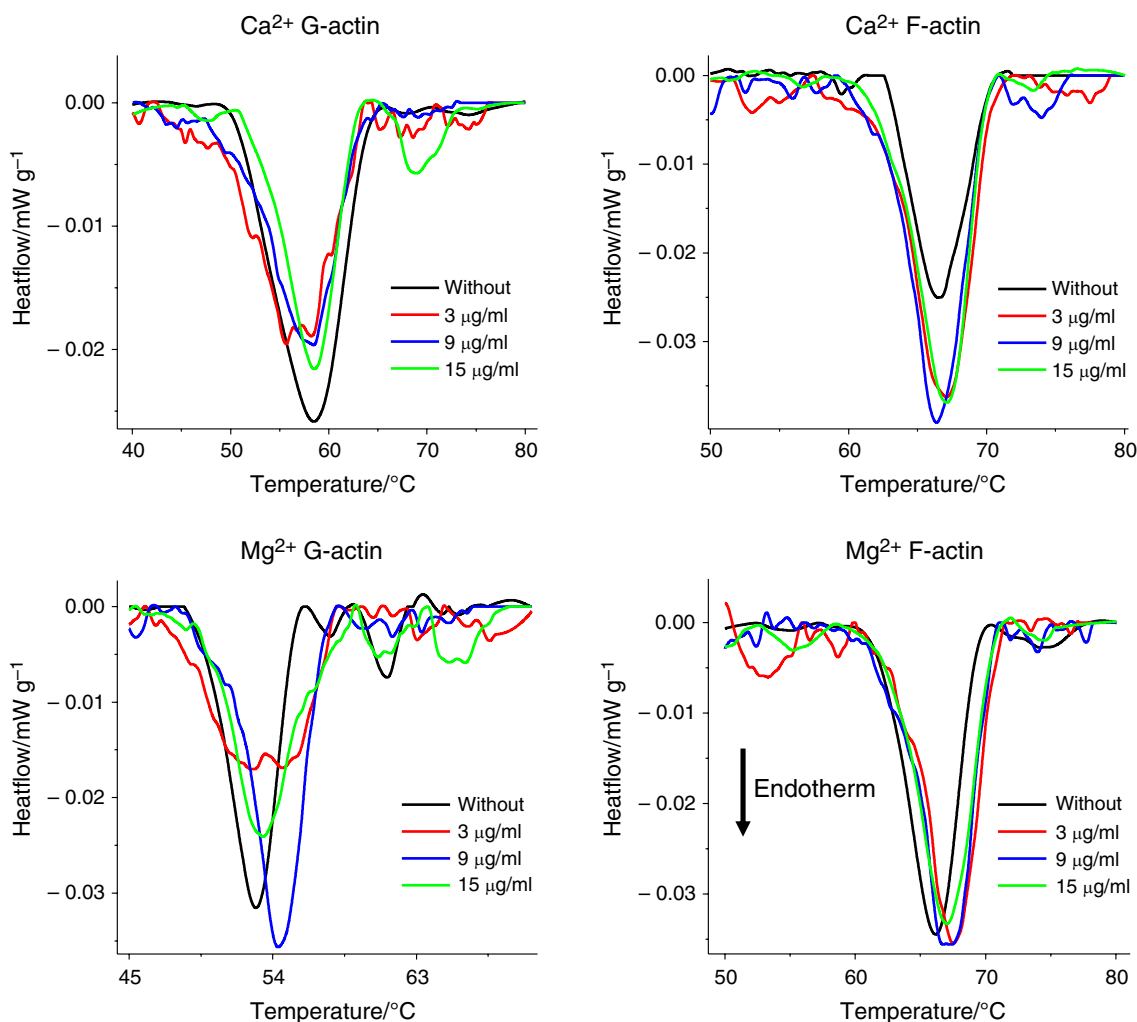 Ca²⁺ G-actin
Heatflow/mW g⁻¹
0.00
– 0.01
– 0.02
Without
3 μg/ml
9 μg/ml
15 μg/ml
40 50 60 70 80
Temperature/°C
Ca²⁺ F-actin
Heatflow/mW g⁻¹
0.00
– 0.01
– 0.02
– 0.03
Without
3 μg/ml
9 μg/ml
15 μg/ml
50 60 70 80
Temperature/°C
Mg²⁺ G-actin
Heatflow/mW g⁻¹
0.00
– 0.01
– 0.02
– 0.03
Without
3 μg/ml
9 μg/ml
15 μg/ml
45 54 63
Temperature/°C
Mg²⁺ F-actin
Heatflow/mW g⁻¹
0.00
– 0.01
– 0.02
– 0.03
Endotherm
Without
3 μg/ml
9 μg/ml
15 μg/ml
50 60 70 80
Temperature/°C